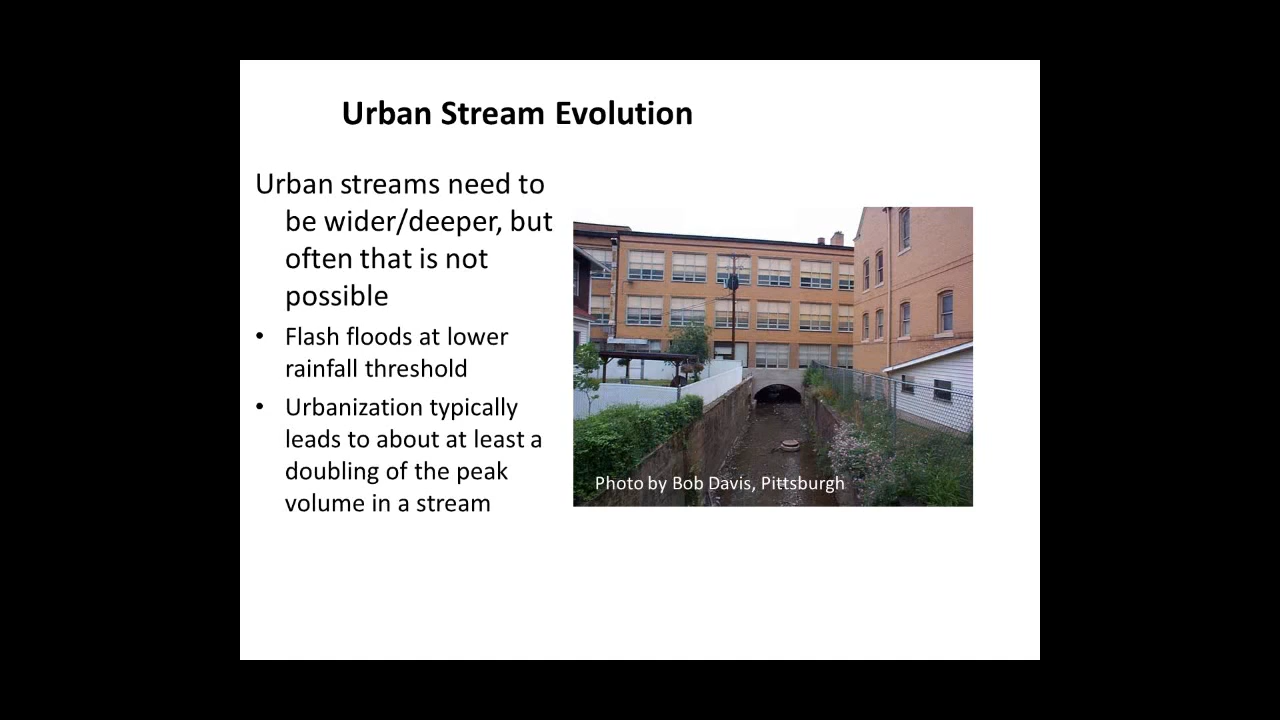 Urban Stream Evolution
Urban streams need to
be wider/deeper, but
often that is not
possible
• Flash floods at lower
rainfall threshold
• Urbanization typically
leads to about at least a
doubling of the peak
volume in a stream
Photo by Bob Davis, Pittsburgh